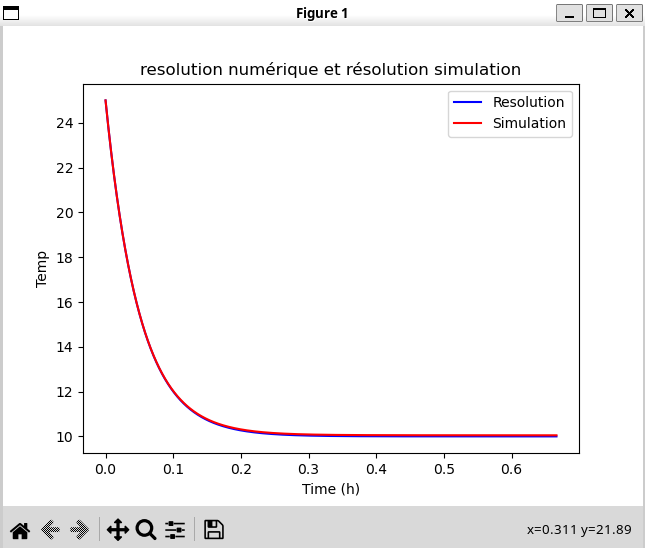 Figure 1
resolution numérique et résolution simulation
Resolution
Simulation
24
22
20
18
16
14
12
10
Temp
0.0 0.1 0.2 0.3 0.4 0.5 0.6
Time (h)
x=0.311 y=21.89